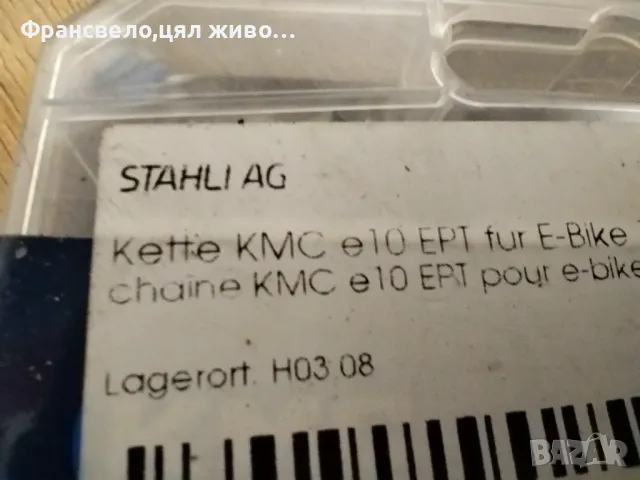 Франсвело,цял живо...
STAHLI AG
Kette KMC e10 EPT fur E-Bike
chaine KMC e10 EPT pour e-bike
Lagerort. H03 08
BAZAR